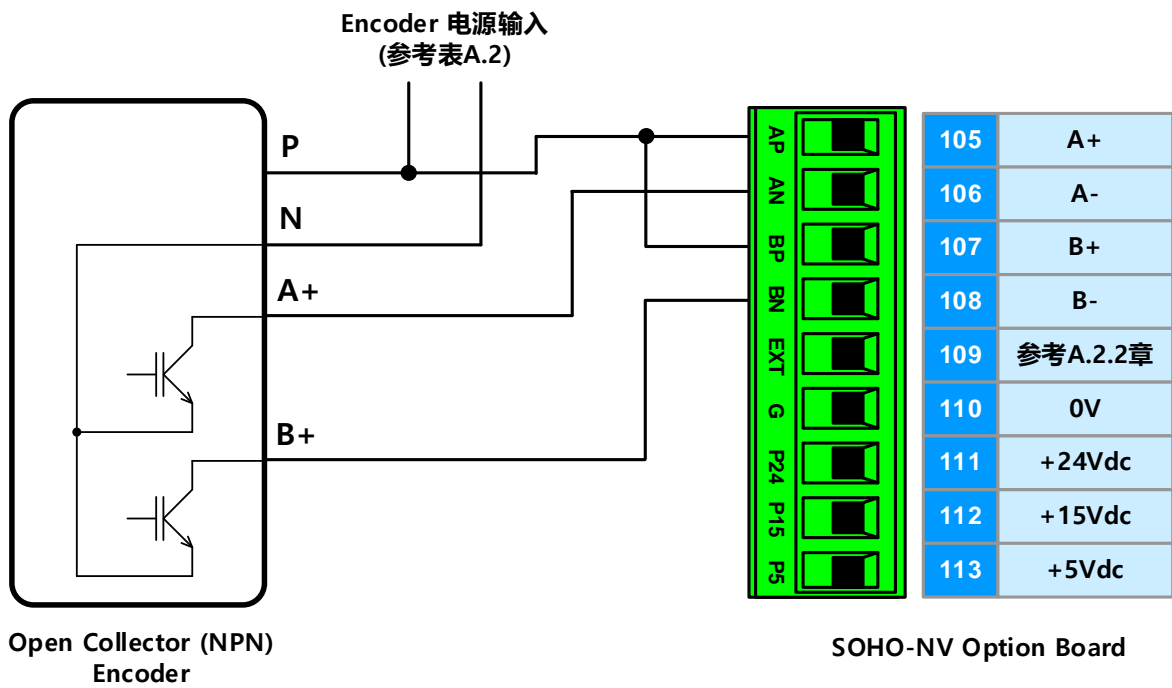 Encoder 电源输入
(参考表A.2)
P
N
A+
B+
AP
AN
BP
BN
EXT
G
P24
P15
P5
105 A+
106 A-
107 B+
108 B-
109 参考A.2.2章
110 0V
111 +24Vdc
112 +15Vdc
113 +5Vdc
Open Collector (NPN)
Encoder
SOHO-NV Option Board